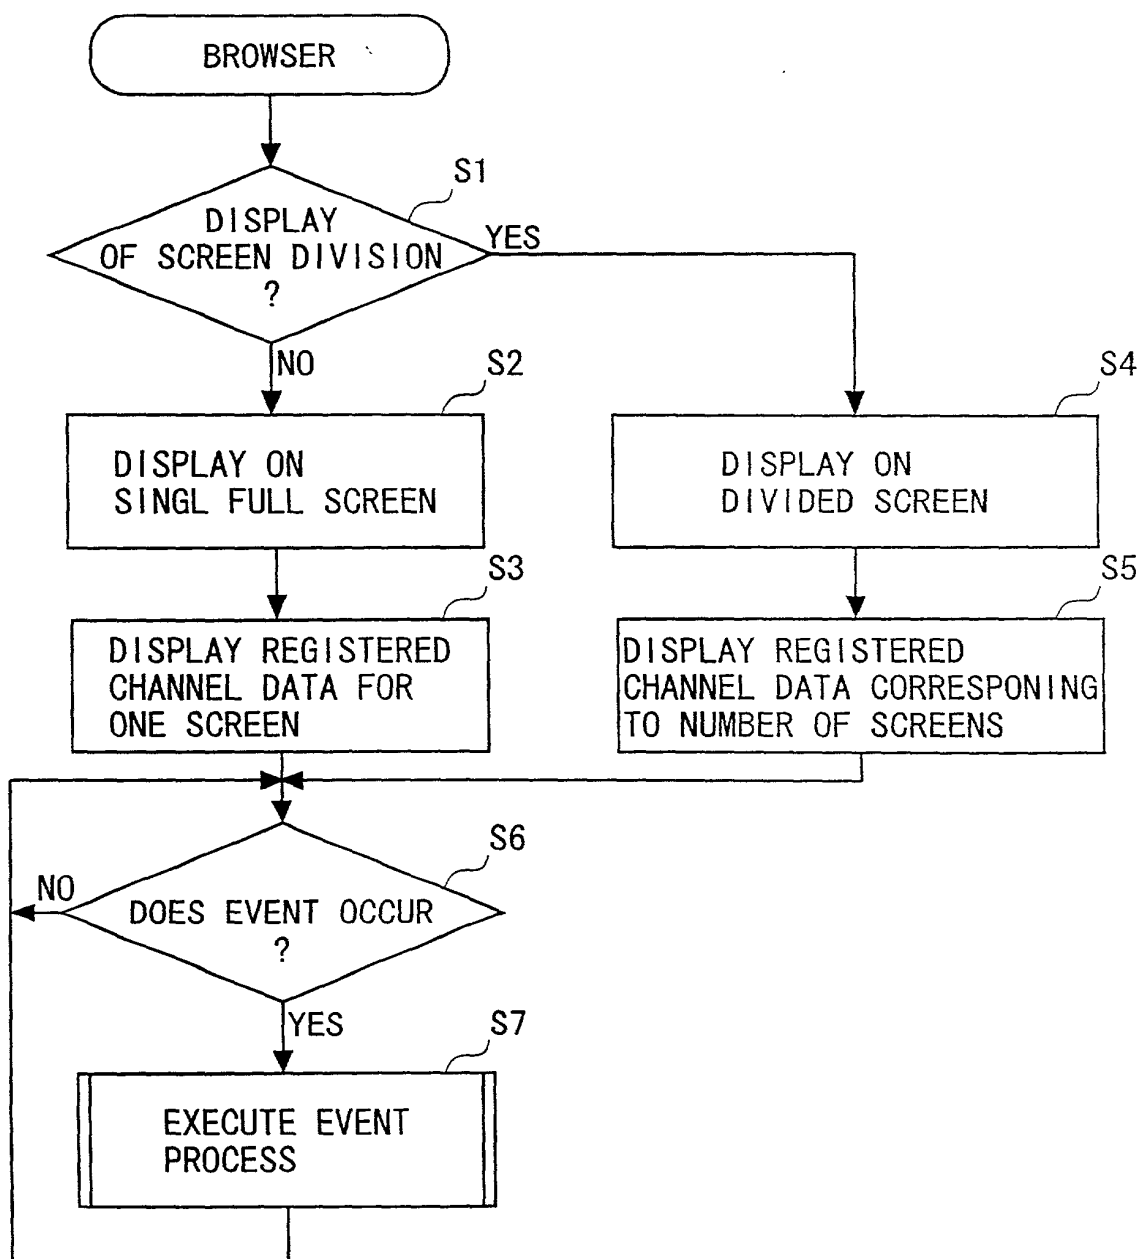 BROWSER
S1
DISPLAY
OF SCREEN DIVISION
?
YES
NO
S2
DISPLAY ON
SINGL FULL SCREEN
S4
DISPLAY ON
DIVIDED SCREEN
S3
DISPLAY REGISTERED
CHANNEL DATA FOR
ONE SCREEN
S5
DISPLAY REGISTERED
CHANNEL DATA CORRESPONING
TO NUMBER OF SCREENS
S6
NO
DOES EVENT OCCUR
?
YES
S7
EXECUTE EVENT
PROCESS